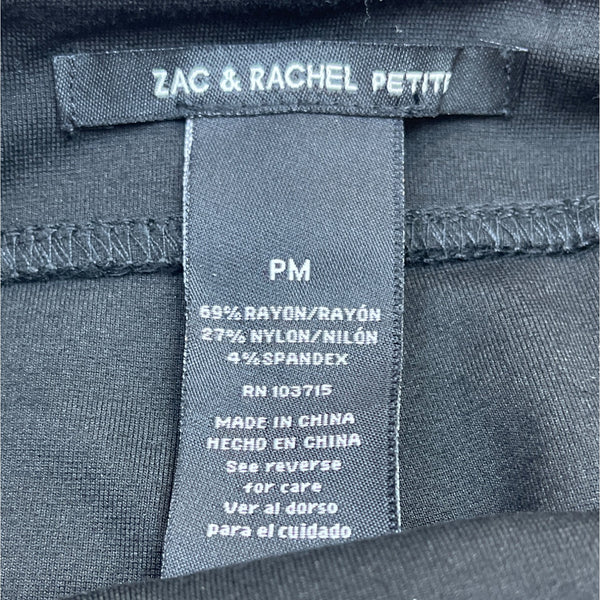 ZAC & RACHEL PETITE
PM
69% RAYON/RAYÓN
27% NYLON/NILÓN
4% SPANDEX
RN 103715
MADE IN CHINA
HECHO EN CHINA
See reverse
for care
Ver al dorso
para el cuidado